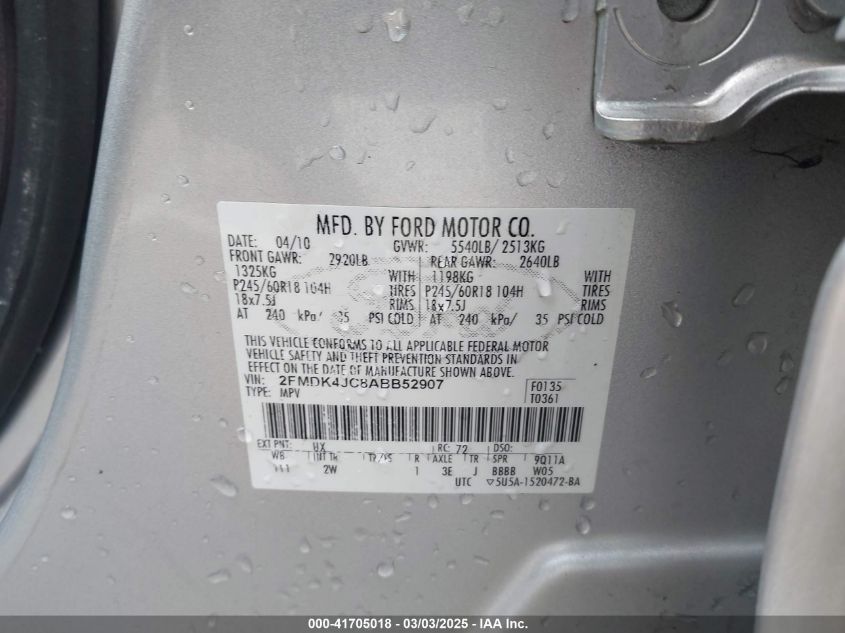 MFD. BY FORD MOTOR CO.
DATE: 04/10 GVWR: 5540LB/ 2513KG
FRONT GAWR: 2920LB REAR GAWR: 2640LB
1325KG WITH 1198KG WITH
P245/60R18 104H TIRES P245/60R18 104H TIRES
18x7.5J RIMS 18x7.5J RIMS
AT 240 kPa/ 35 PSI COLD AT 240 kPa/ 35 PSI COLD
THIS VEHICLE CONFORMS TO ALL APPLICABLE FEDERAL MOTOR
VEHICLE SAFETY AND THEFT PREVENTION STANDARDS IN
EFFECT ON THE DATE OF MANUFACTURE SHOWN ABOVE.
VIN: 2FMDK4JC8ABB52907 F0135
TYPE: MPV T0361
EXT PNT: UX RC: 72 DSO:
WB INT TR TP/PS R AXLE TR SPR 9Q11A
2W 1 3E J BBBB W05
UTC ▽5U5A-1520472-BA
000-41705018 - 03/03/2025 - IAA Inc.